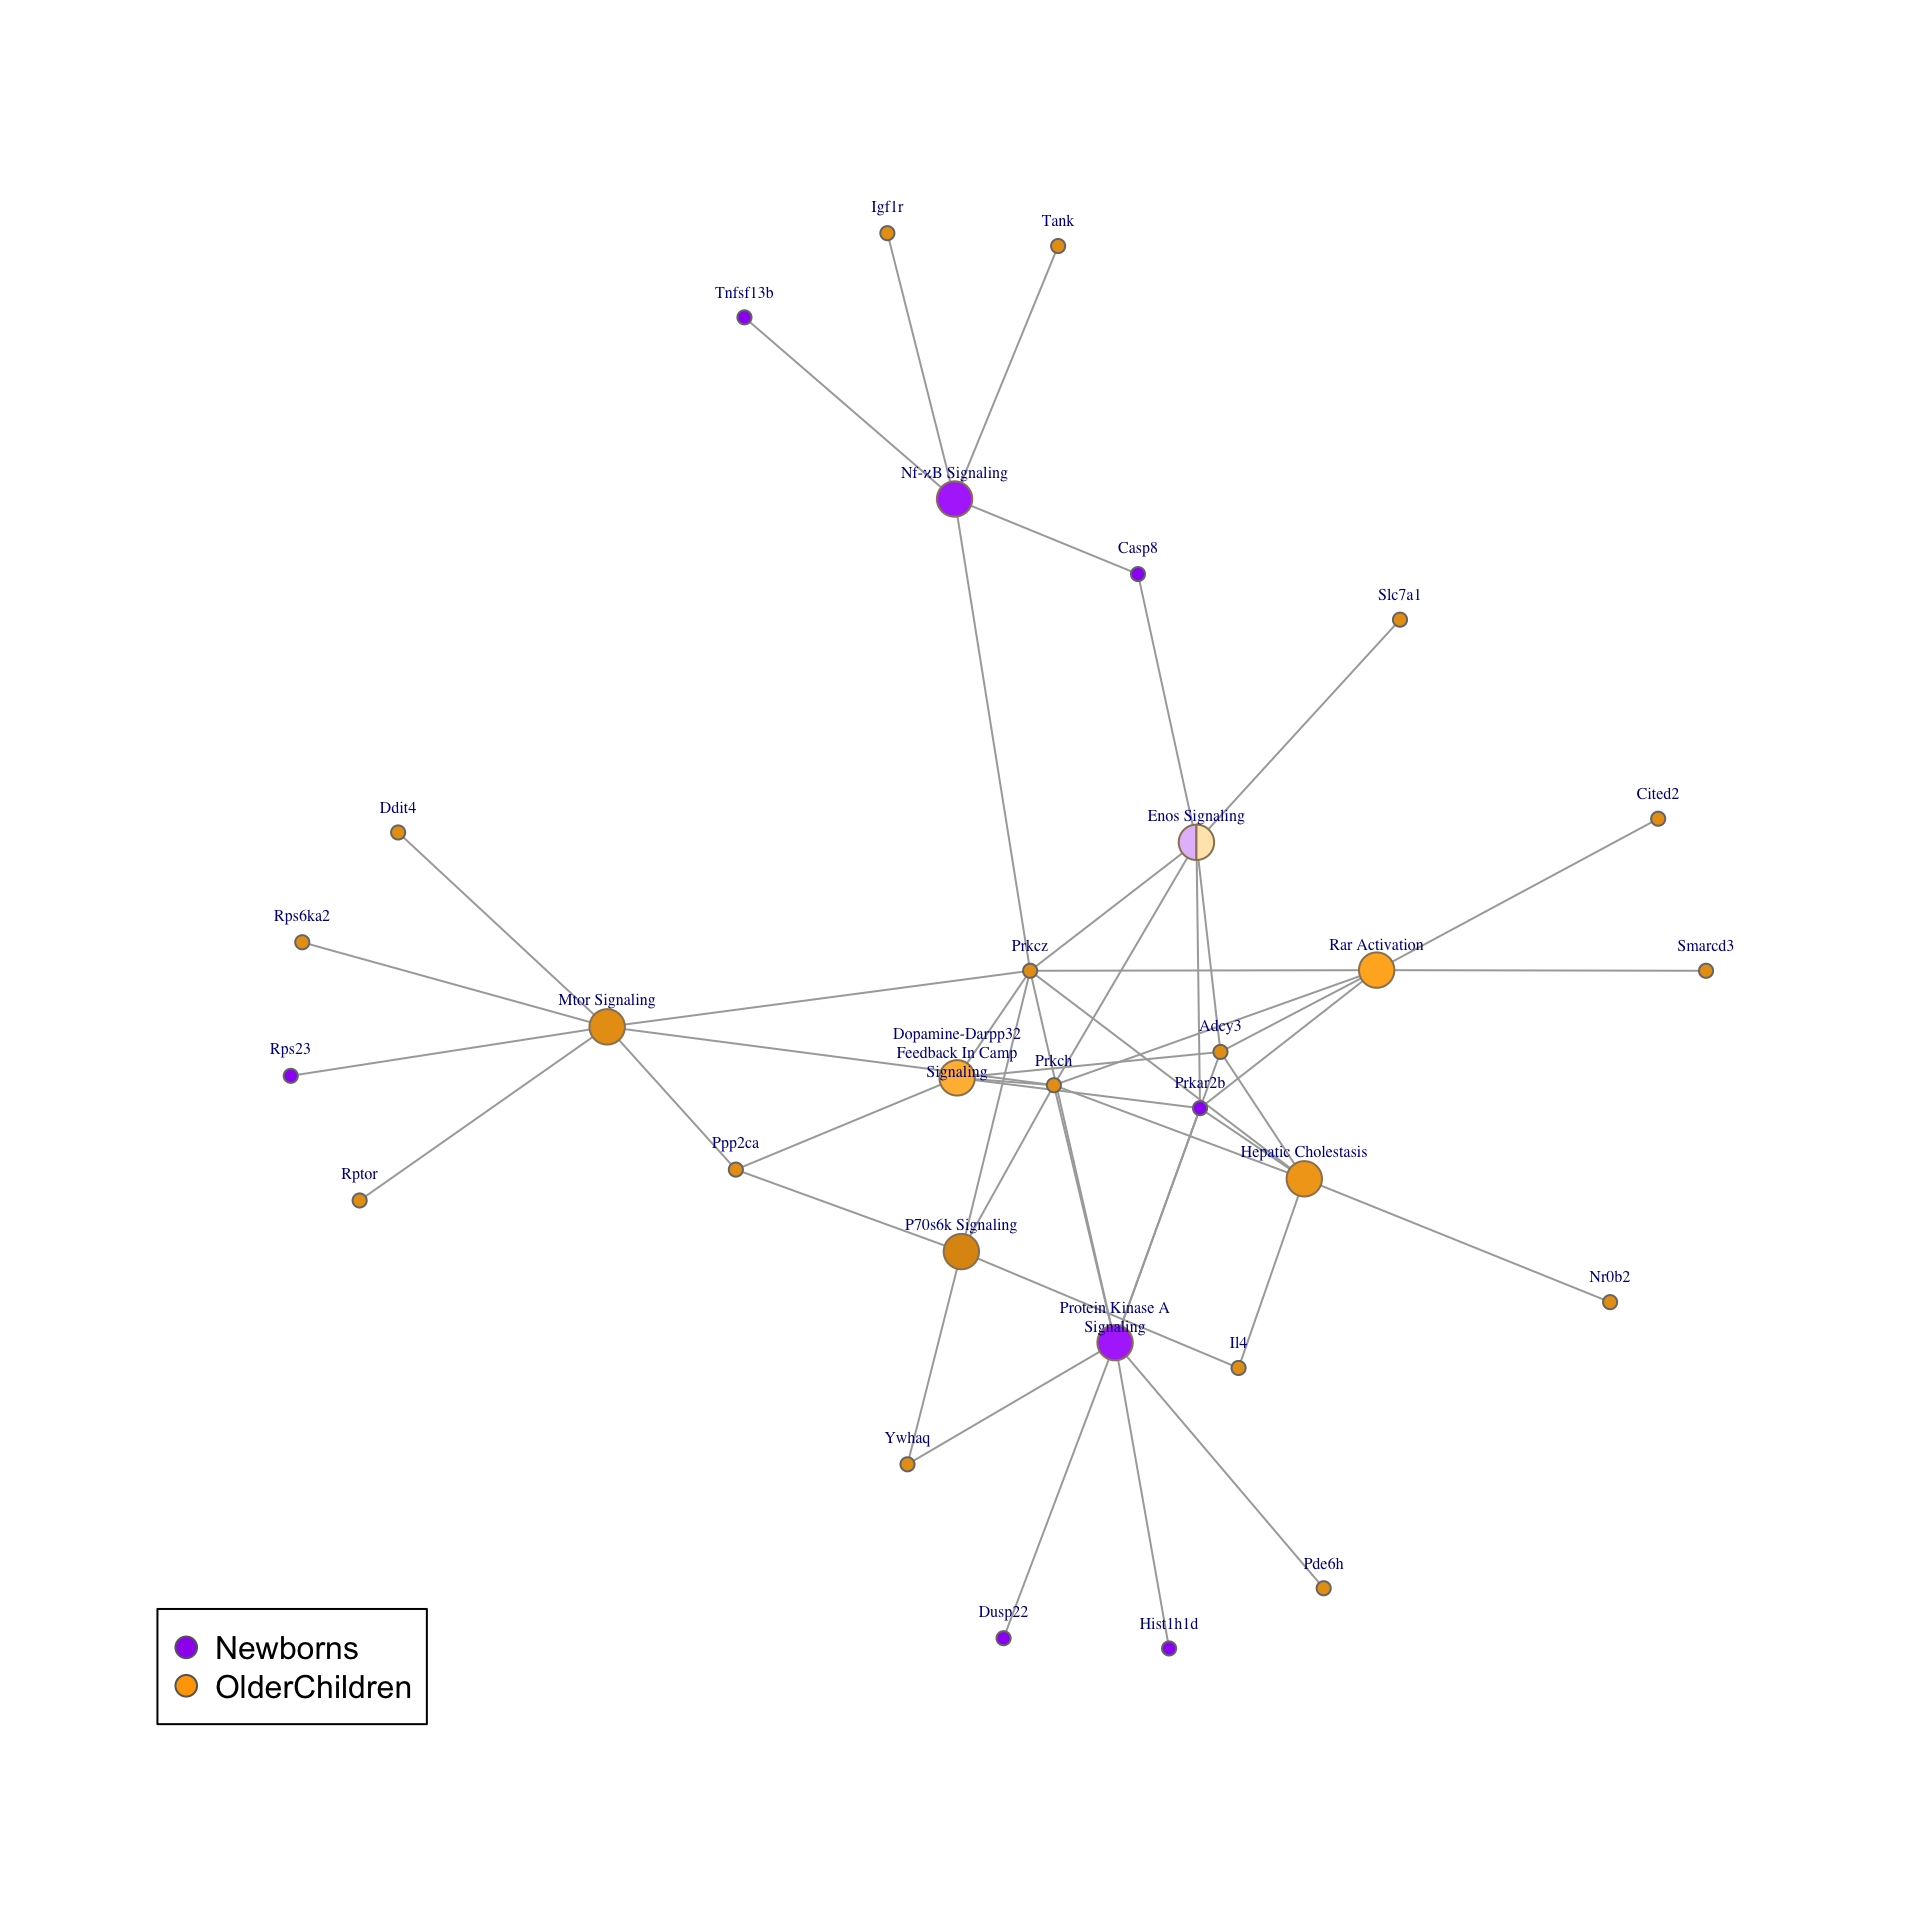 Igf1r
Tank
Tnfsf13b
Nf-ϰB Signaling
Casp8
Slc7a1
Cited2
Ddit4
Enos Signaling
Rps6ka2
Prkcz
Rar Activation
Smarcd3
Mtor Signaling
Adcy3
Dopamine-Darpp32
Feedback In Camp
Signaling
Rps23
Prkch
Prkar2b
Ppp2ca
Hepatic Cholestasis
Rptor
P70s6k Signaling
Nr0b2
Protein Kinase A
Signaling
Il4
Ywhaq
Pde6h
Dusp22
Hist1h1d
Newborns
OlderChildren